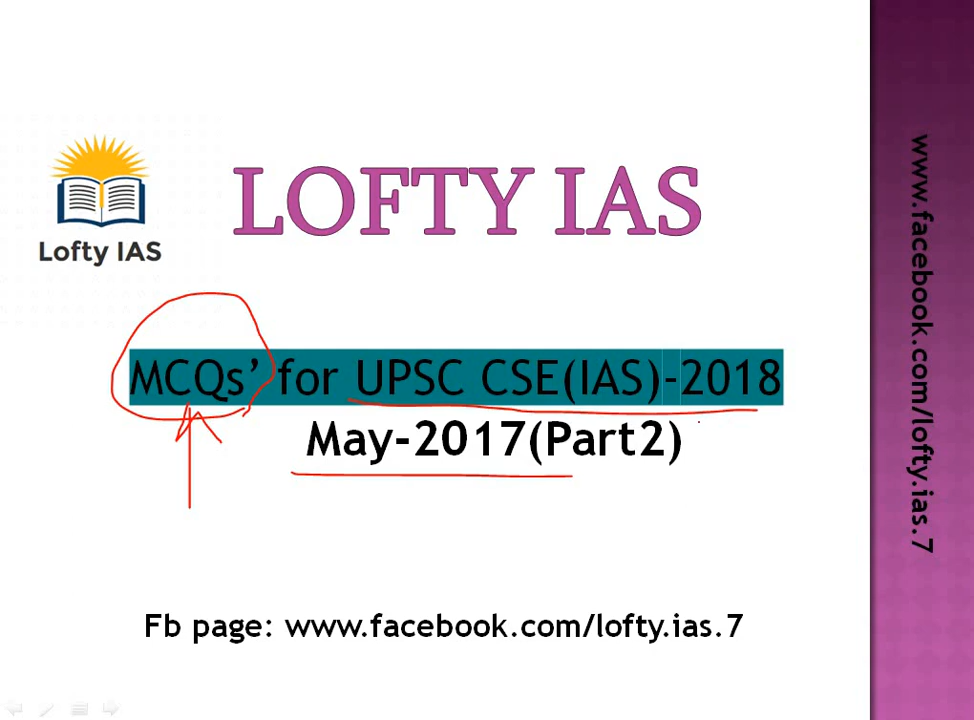 LOFTY IAS
Lofty IAS
MCQs’ for UPSC CSE(IAS)-2018
May-2017(Part2)
Fb page: www.facebook.com/lofty.ias.7
www.facebook.com/lofty.ias.7